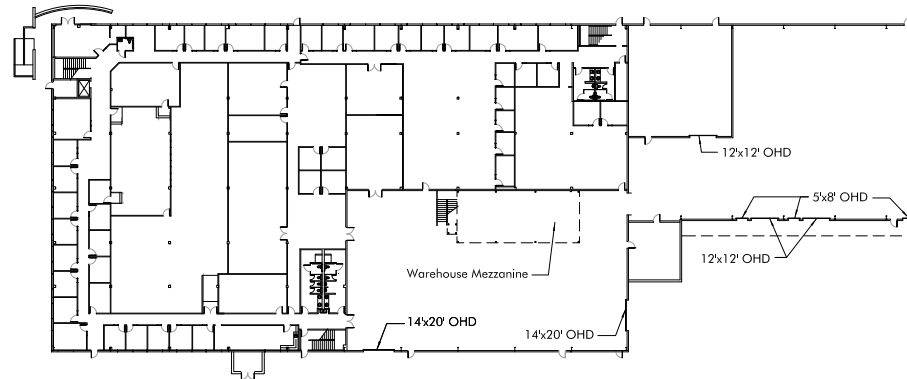 12'x12' OHD
5'x8' OHD
12'x12' OHD
Warehouse Mezzanine
14'x20' OHD
14'x20' OHD